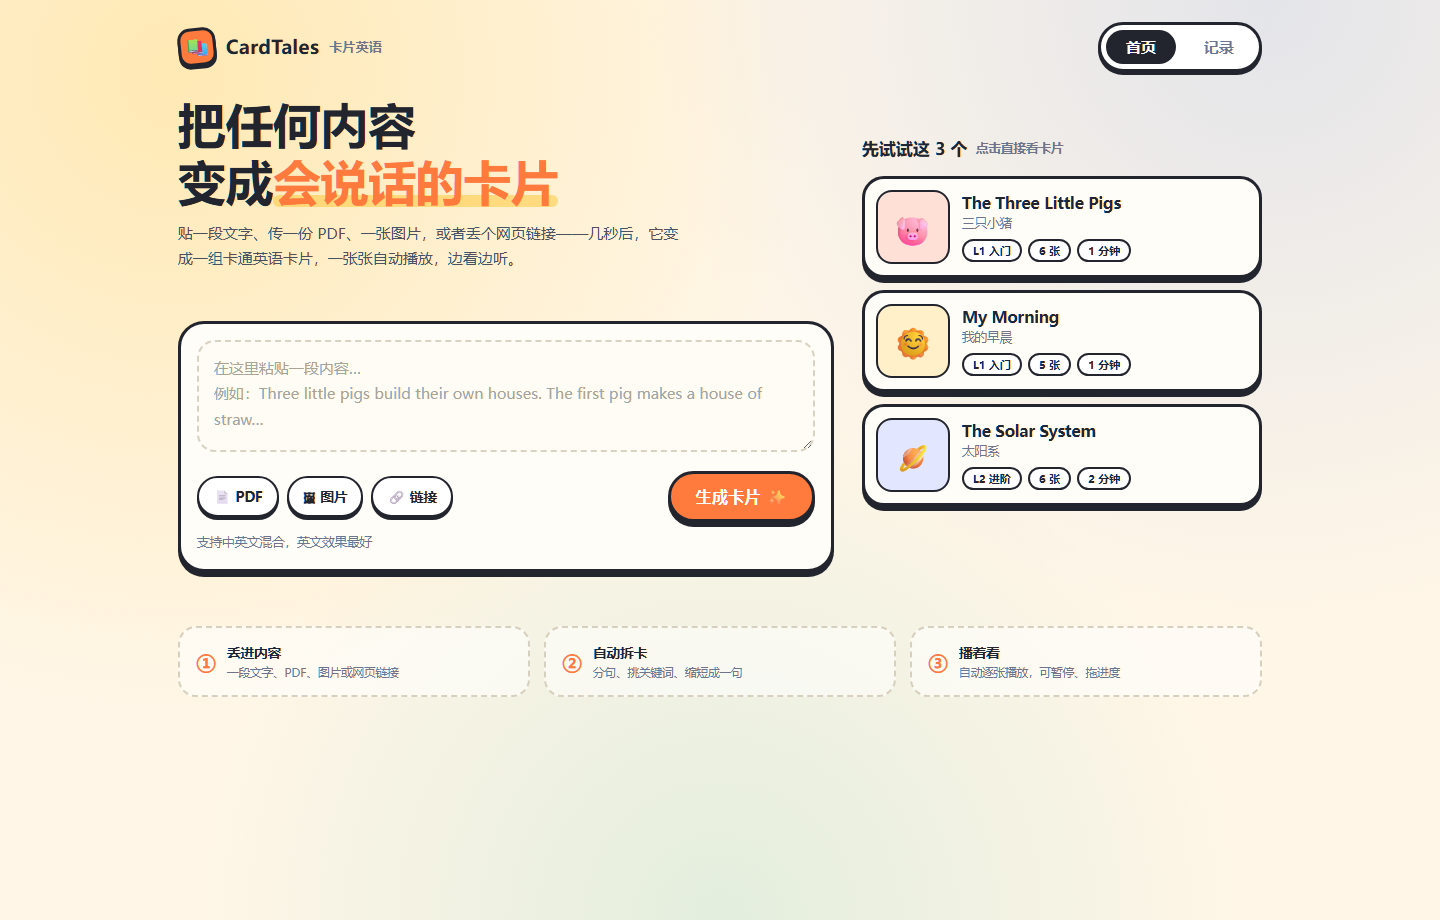 CardTales 卡片英语
首页 记录
把任何内容
变成会说话的卡片
贴一段文字、传一份 PDF、一张图片，或者丢个网页链接——几秒后，它变
成一组卡通英语卡片，一张张自动播放，边看边听。
在这里粘贴一段内容...
例如：Three little pigs build their own houses. The first pig makes a house of
straw...
PDF 图片 链接
生成卡片
支持中英文混合，英文效果最好
先试试这 3 个 点击直接看卡片
The Three Little Pigs
三只小猪
L1 入门 6 张 1 分钟
My Morning
我的早晨
L1 入门 5 张 1 分钟
The Solar System
太阳系
L2 进阶 6 张 2 分钟
① 丢进内容
一段文字、PDF、图片或网页链接
② 自动拆卡
分句、挑关键词、缩短成一句
③ 播着看
自动逐张播放，可暂停、拖进度